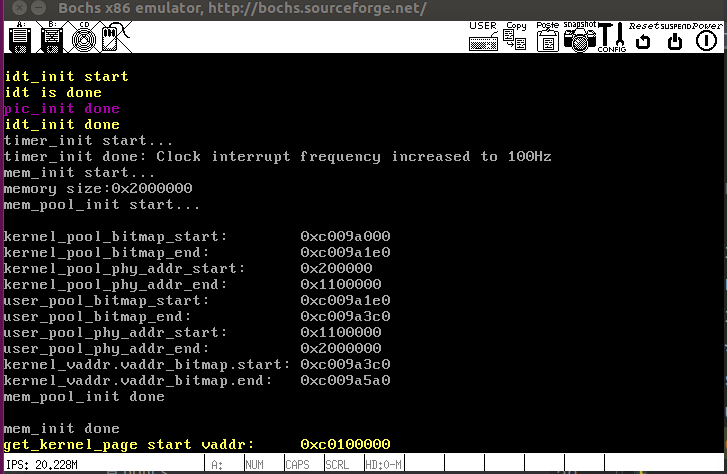 Bochs x86 emulator, http://bochs.sourceforge.net/
A: B: CD USER Copy Paste snapshot CONFIG Reset SUSPEND Power
idt_init start
idt is done
pic_init done
idt_init done
timer_init start...
timer_init done: Clock interrupt frequency increased to 100Hz
mem_init start...
memory size:0x2000000
mem_pool_init start...
kernel_pool_bitmap_start: 0xc009a000
kernel_pool_bitmap_end: 0xc009a1e0
kernel_pool_phy_addr_start: 0x200000
kernel_pool_phy_addr_end: 0x1100000
user_pool_bitmap_start: 0xc009a1e0
user_pool_bitmap_end: 0xc009a3c0
user_pool_phy_addr_start: 0x1100000
user_pool_phy_addr_end: 0x2000000
kernel_vaddr.vaddr_bitmap.start: 0xc009a3c0
kernel_vaddr.vaddr_bitmap.end: 0xc009a5a0
mem_pool_init done
mem_init done
get_kernel_page start vaddr: 0xc0100000
IPS: 20.228M A: NUM CAPS SCRL HD:0-M